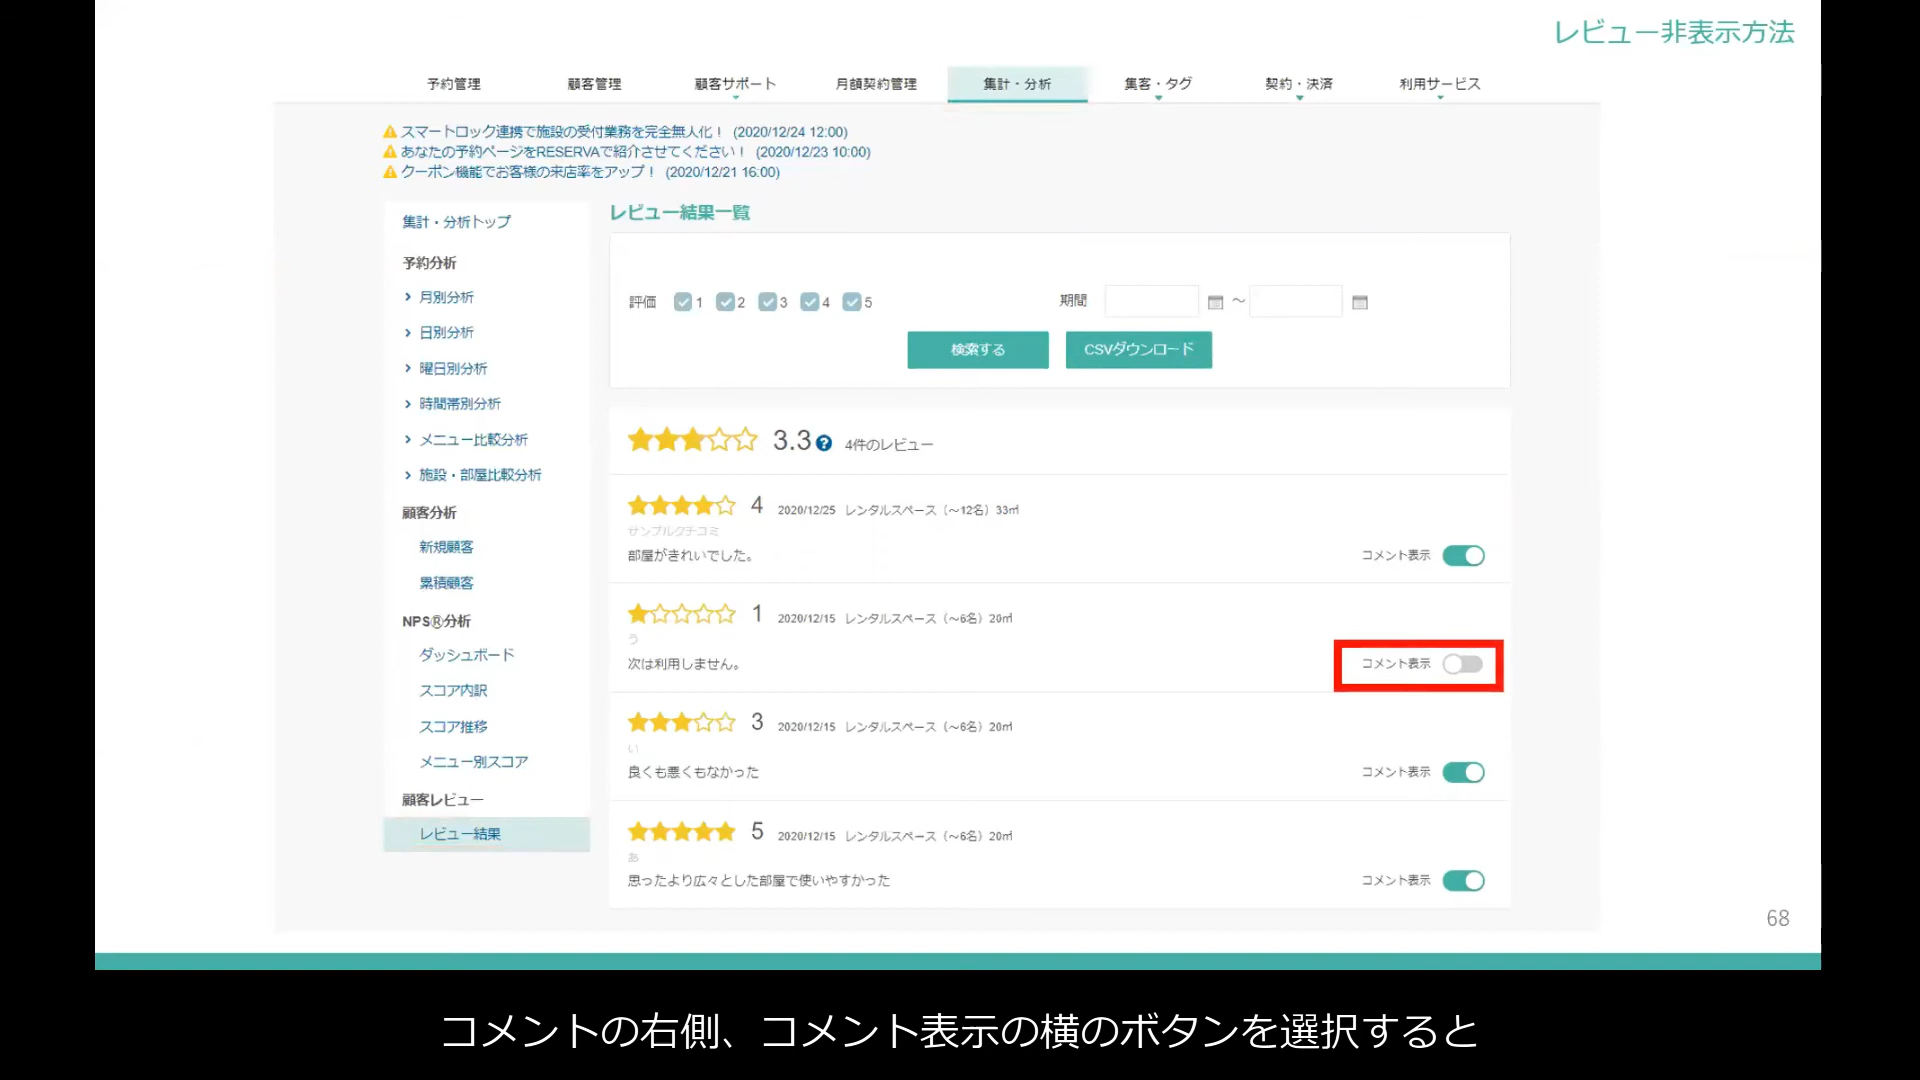 レビュー非表示方法
予約管理 顧客管理 顧客サポート 月額契約管理 集計・分析 集客・タグ 契約・決済 利用サービス
スマートロック連携で施設の受付業務を完全無人化！ (2020/12/24 12:00)
あなたの予約ページをRESERVAで紹介させてください！ (2020/12/23 10:00)
クーポン機能でお客様の来店率をアップ！ (2020/12/21 16:00)
集計・分析トップ
予約分析
月別分析
日別分析
曜日別分析
時間帯別分析
メニュー比較分析
施設・部屋比較分析
顧客分析
新規顧客
累積顧客
NPS®分析
ダッシュボード
スコア内訳
スコア推移
メニュー別スコア
顧客レビュー
レビュー結果
レビュー結果一覧
評価 1 2 3 4 5 期間 ～
検索する CSVダウンロード
3.3 ? 4件のレビュー
4 2020/12/25 レンタルスペース（～12名）33㎡
サンプルクチコミ
部屋がきれいでした。 コメント表示
1 2020/12/15 レンタルスペース（～6名）20㎡
う
次は利用しません。 コメント表示
3 2020/12/15 レンタルスペース（～6名）20㎡
い
良くも悪くもなかった コメント表示
5 2020/12/15 レンタルスペース（～6名）20㎡
あ
思ったより広々とした部屋で使いやすかった コメント表示
68
コメントの右側、コメント表示の横のボタンを選択すると